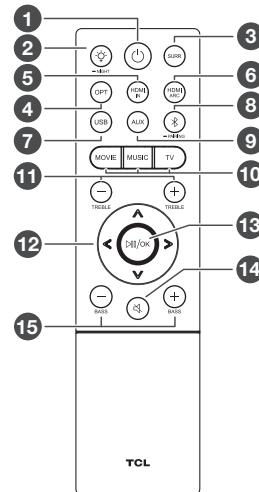 1
2
3
SURR
NIGHT
5
6
OPT
HDMI
IN
HDMI
ARC
4
8
USB
AUX
PAIRING
7
9
MOVIE MUSIC TV
10
11
TREBLE TREBLE
12
/OK
13
14
BASS BASS
15
TCL